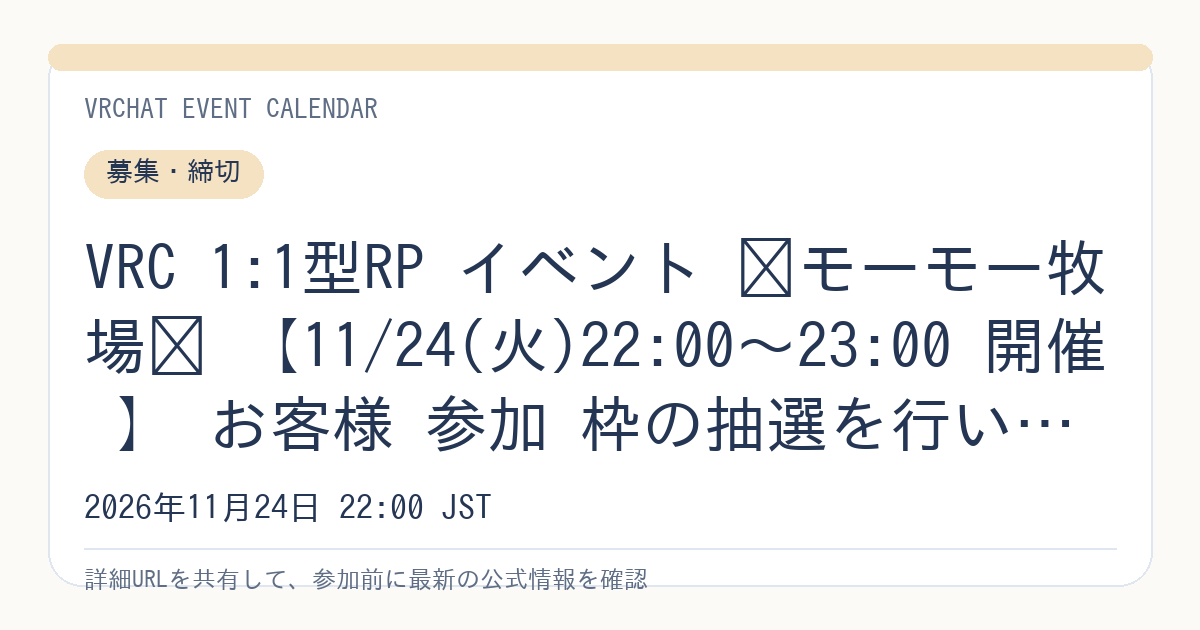 VRCHAT EVENT CALENDAR
募集・締切
VRC 1:1型RP イベント モーモー牧
場 【11/24(火)22:00～23:00 開催
】 お客様 参加 枠の抽選を行い…
2026年11月24日 22:00 JST
詳細URLを共有して、参加前に最新の公式情報を確認